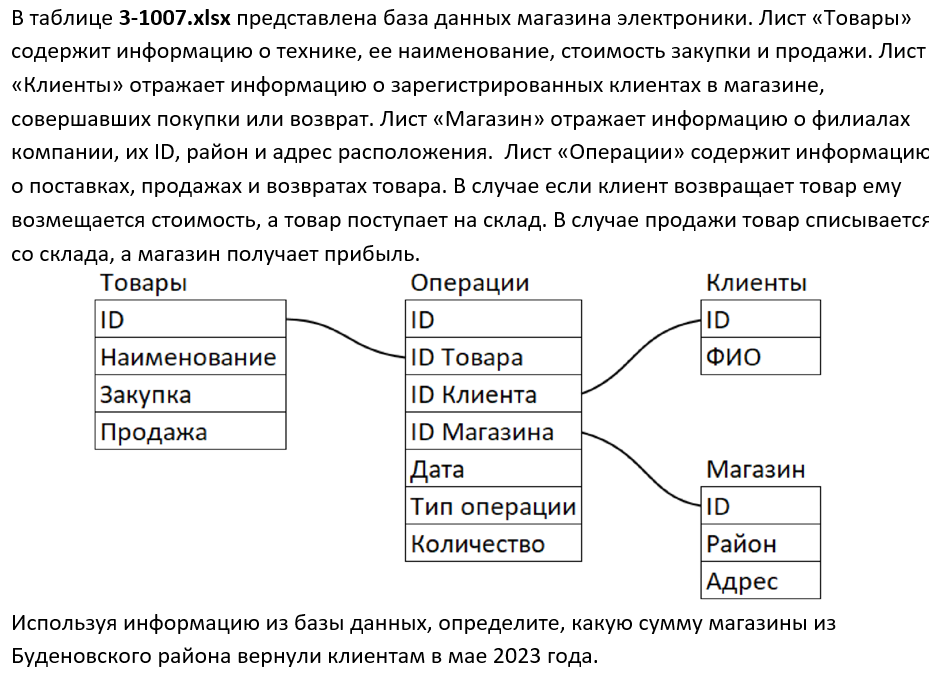 В таблице 3-1007.xlsx представлена база данных магазина электроники. Лист «Товары»
содержит информацию о технике, ее наименование, стоимость закупки и продажи. Лист
«Клиенты» отражает информацию о зарегистрированных клиентах в магазине,
совершавших покупки или возврат. Лист «Магазин» отражает информацию о филиалах
компании, их ID, район и адрес расположения. Лист «Операции» содержит информацию
о поставках, продажах и возвратах товара. В случае если клиент возвращает товар ему
возмещается стоимость, а товар поступает на склад. В случае продажи товар списывается
со склада, а магазин получает прибыль.
Товары
ID
Наименование
Закупка
Продажа
Операции
ID
ID Товара
ID Клиента
ID Магазина
Дата
Тип операции
Количество
Клиенты
ID
ФИО
Магазин
ID
Район
Адрес
Используя информацию из базы данных, определите, какую сумму магазины из
Буденовского района вернули клиентам в мае 2023 года.